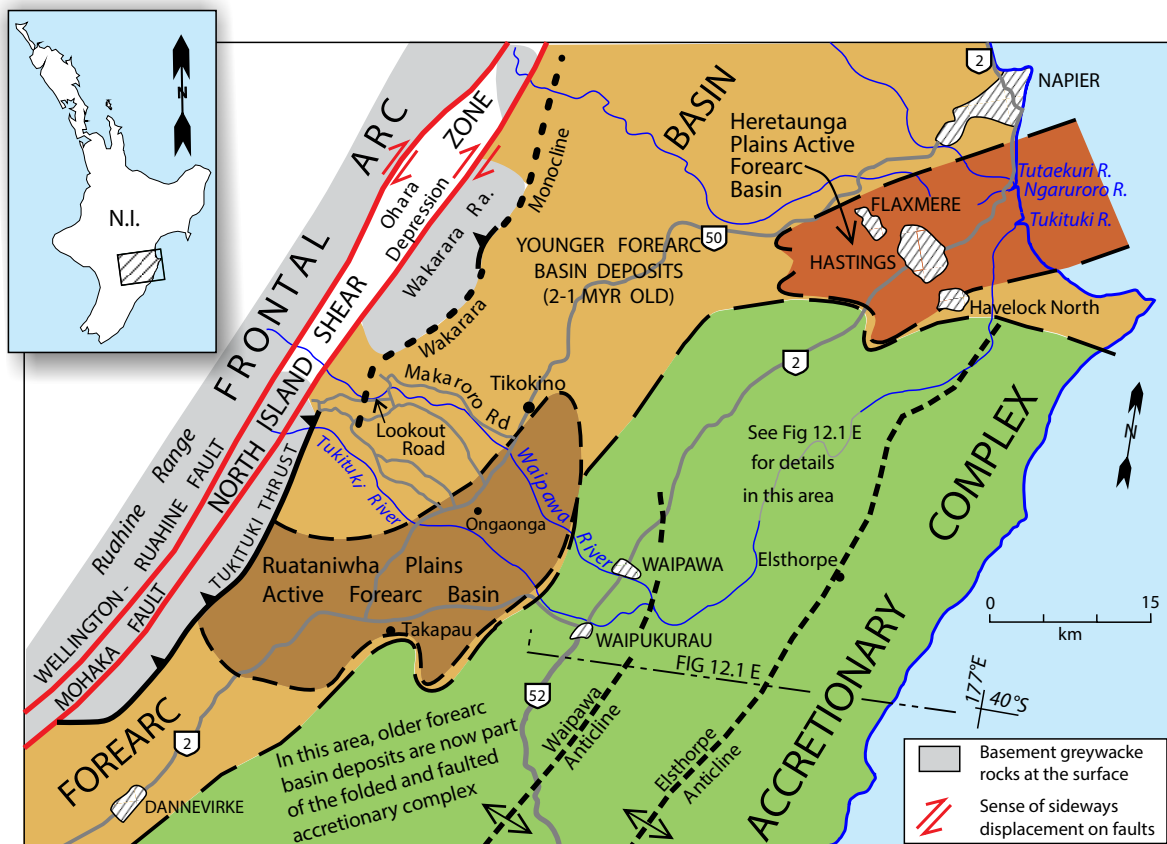 N
N.I.
FRONTAL ARC
Ruahine Range
WELLINGTON - RUAHINE FAULT
MOHAKA FAULT
NORTH ISLAND SHEAR ZONE
Ohara
Depression
TUKITUKI THRUST
Wakarara Ra.
Wakarara Monocline
FOREARC BASIN
2
NAPIER
Heretaunga
Plains Active
Forearc
Basin
Tutaekuri R.
Ngaruroro R.
Tukituki R.
FLAXMERE
HASTINGS
Havelock North
50
YOUNGER FOREARC
BASIN DEPOSITS
(2-1 MYR OLD)
2
Makaroro Rd
Tikokino
Lookout
Road
Tukituki River
Waipawa River
Ongaonga
Ruataniwha Plains
Active Forearc Basin
Takapau
See Fig 12.1 E
for details
in this area
WAIPAWA
Elsthorpe
WAIPUKURAU
FIG 12.1 E
52
Waipawa
Anticline
Elsthorpe
Anticline
ACCRETIONARY COMPLEX
In this area, older forearc
basin deposits are now part
of the folded and faulted
accretionary complex
2
DANNEVIRKE
N
0 15
km
177°E
40°S
Basement greywacke
rocks at the surface
Sense of sideways
displacement on faults